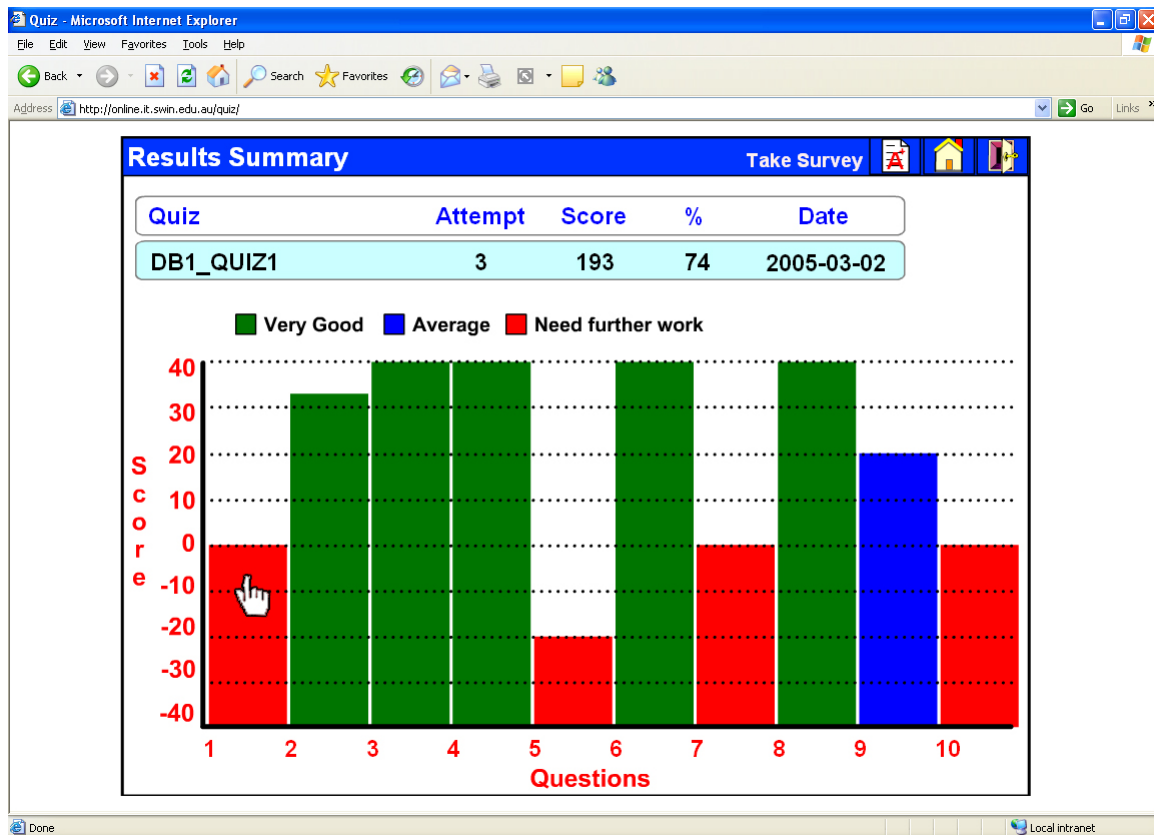 Quiz - Microsoft Internet Explorer
File Edit View Favorites Tools Help
Back Search Favorites
Address http://online.it.swin.edu.au/quiz/ Go Links »
Results Summary Take Survey
Quiz Attempt Score % Date
DB1_QUIZ1 3 193 74 2005-03-02
Very Good Average Need further work
40
30
20
10
0
-10
-20
-30
-40
Score
1 2 3 4 5 6 7 8 9 10
Questions
Done Local intranet